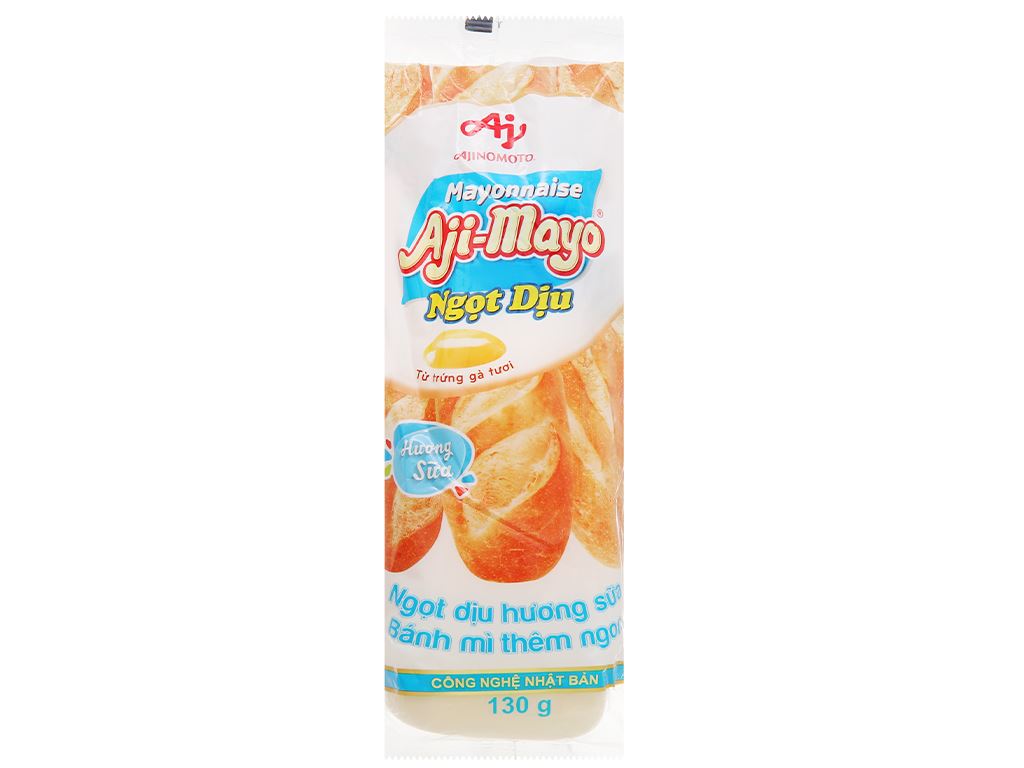 Aj
AJINOMOTO
Mayonnaise
Aji-Mayo®
Ngọt Dịu
Từ trứng gà tươi
Hương
Sữa
Ngọt dịu hương sữa
Bánh mì thêm ngon
CÔNG NGHỆ NHẬT BẢN
130 g